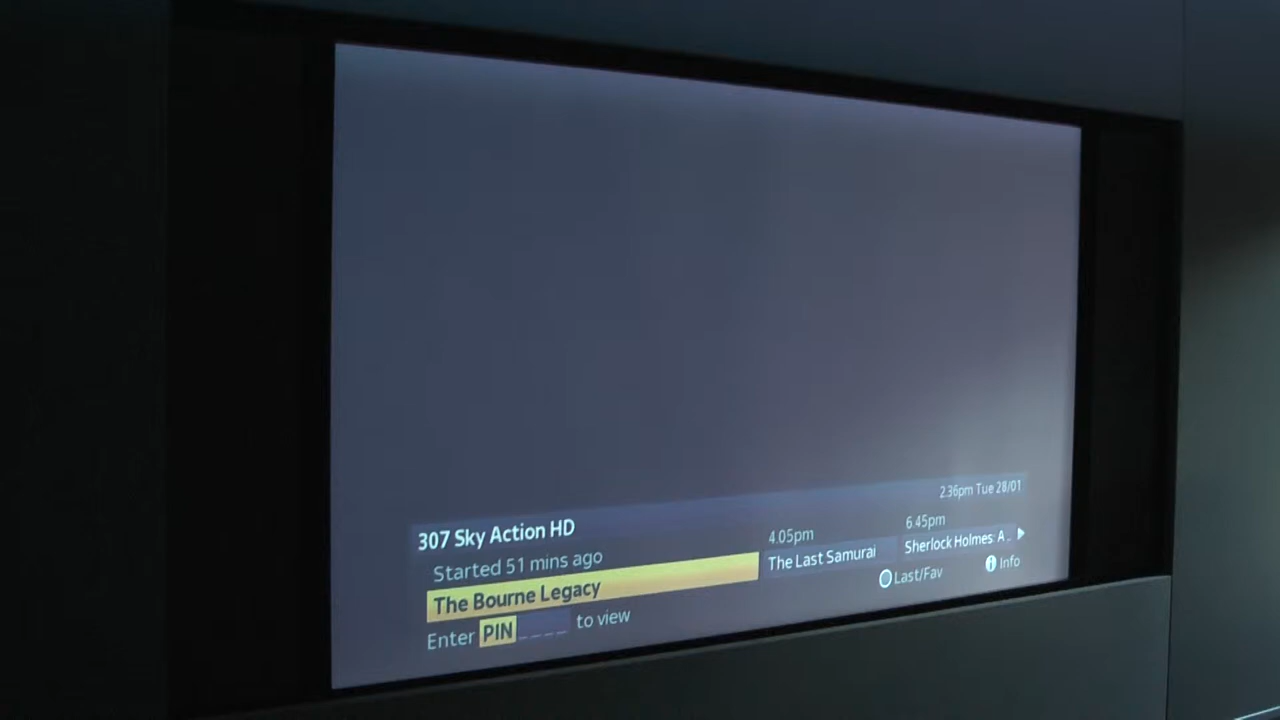 2.36pm Tue 28/01
307 Sky Action HD
Started 51 mins ago
4.05pm
6.45pm
The Bourne Legacy
The Last Samurai
Sherlock Holmes: A..
Enter PIN _ _ _ _ to view
Last/Fav
i Info